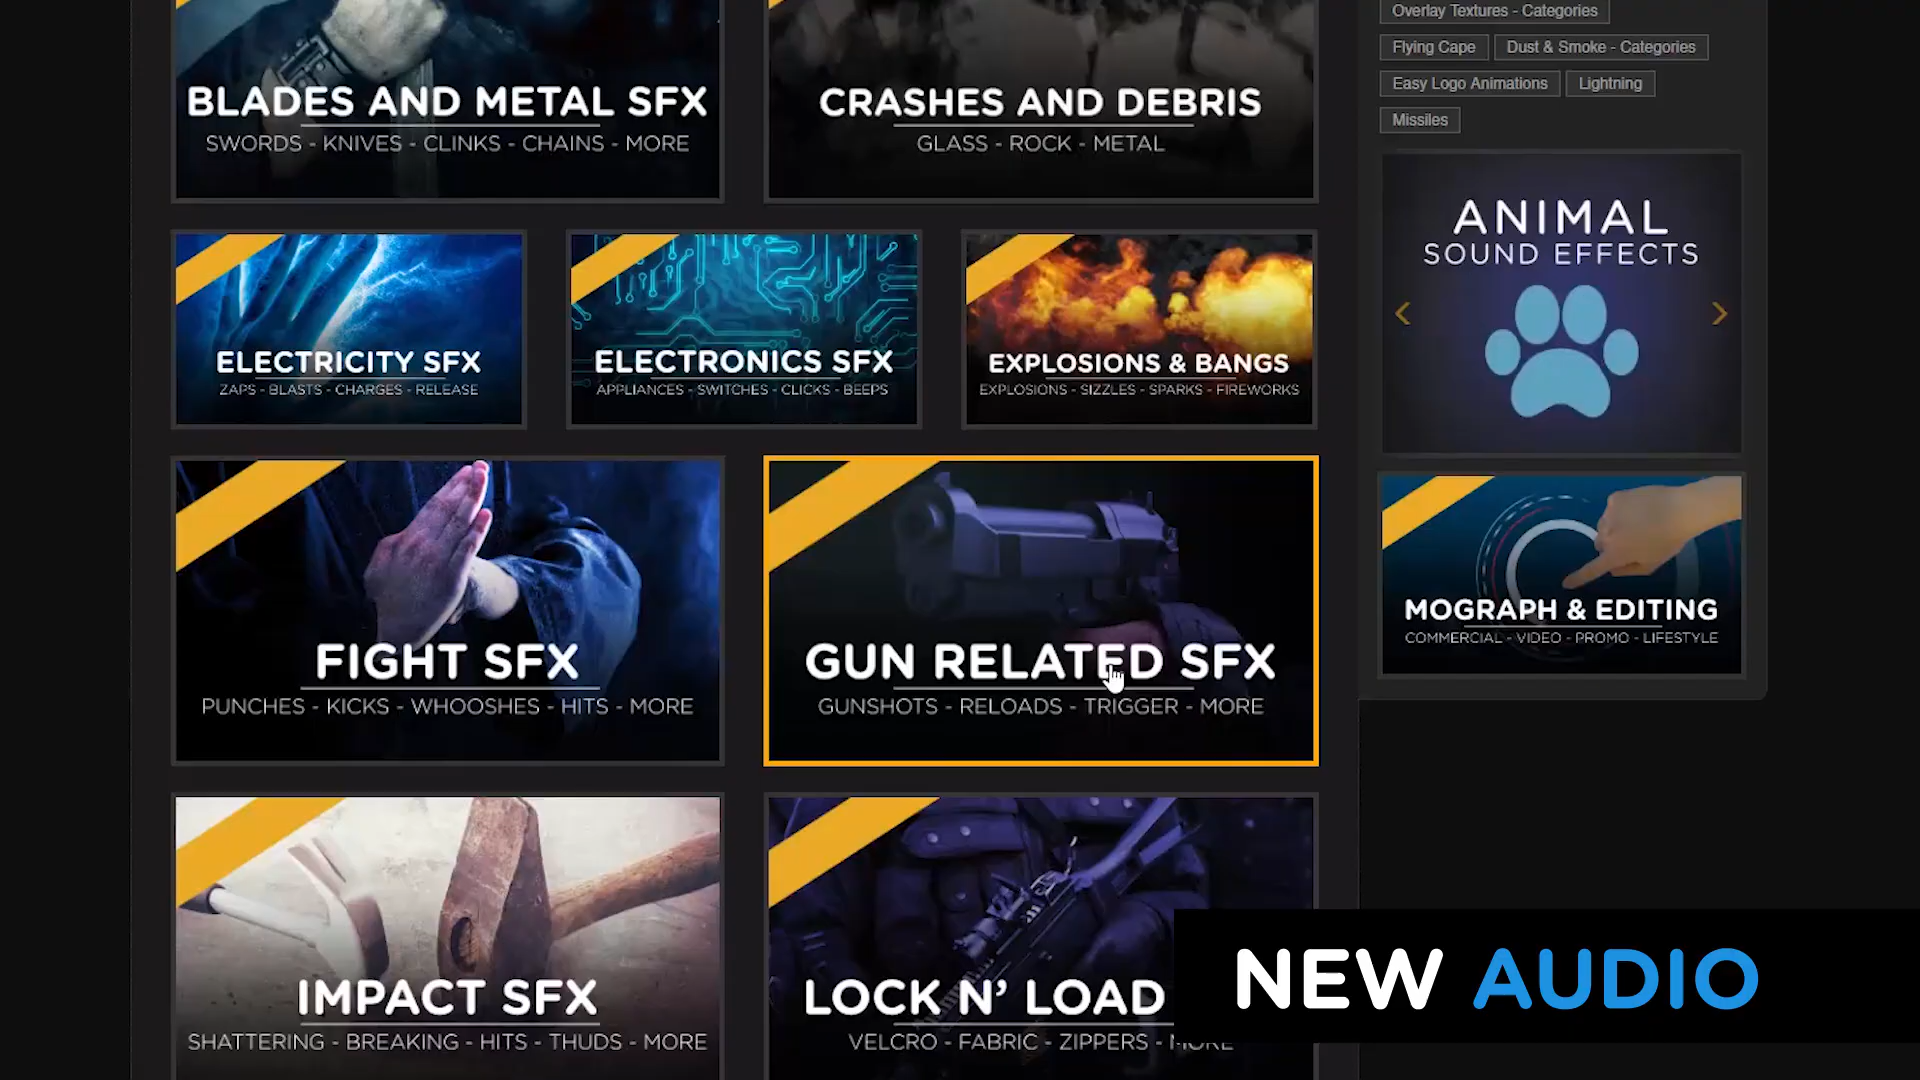 BLADES AND METAL SFX
SWORDS - KNIVES - CLINKS - CHAINS - MORE
CRASHES AND DEBRIS
GLASS - ROCK - METAL
ELECTRICITY SFX
ZAPS - BLASTS - CHARGES - RELEASE
ELECTRONICS SFX
APPLIANCES - SWITCHES - CLICKS - BEEPS
EXPLOSIONS & BANGS
EXPLOSIONS - SIZZLES - SPARKS - FIREWORKS
FIGHT SFX
PUNCHES - KICKS - WHOOSHES - HITS - MORE
GUN RELATED SFX
GUNSHOTS - RELOADS - TRIGGER - MORE
IMPACT SFX
SHATTERING - BREAKING - HITS - THUDS - MORE
LOCK N' LOAD
VELCRO - FABRIC - ZIPPERS - MORE
Overlay Textures - Categories
Flying Cape
Dust & Smoke - Categories
Easy Logo Animations
Lightning
Missiles
ANIMAL
SOUND EFFECTS
MOGRAPH & EDITING
COMMERCIAL - VIDEO - PROMO - LIFESTYLE
NEW AUDIO